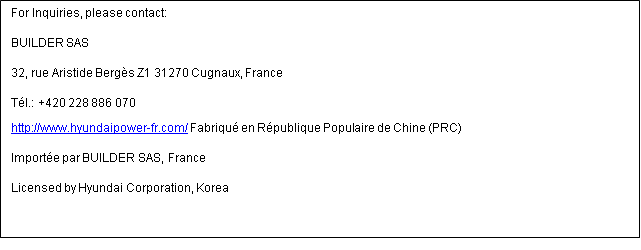 For Inquiries, please contact:
BUILDER SAS
32, rue Aristide Bergès Z1 31270 Cugnaux, France
Tél.: +420 228 886 070
http://www.hyundaipower-fr.com/ Fabriqué en République Populaire de Chine (PRC)
Importée par BUILDER SAS, France
Licensed by Hyundai Corporation, Korea